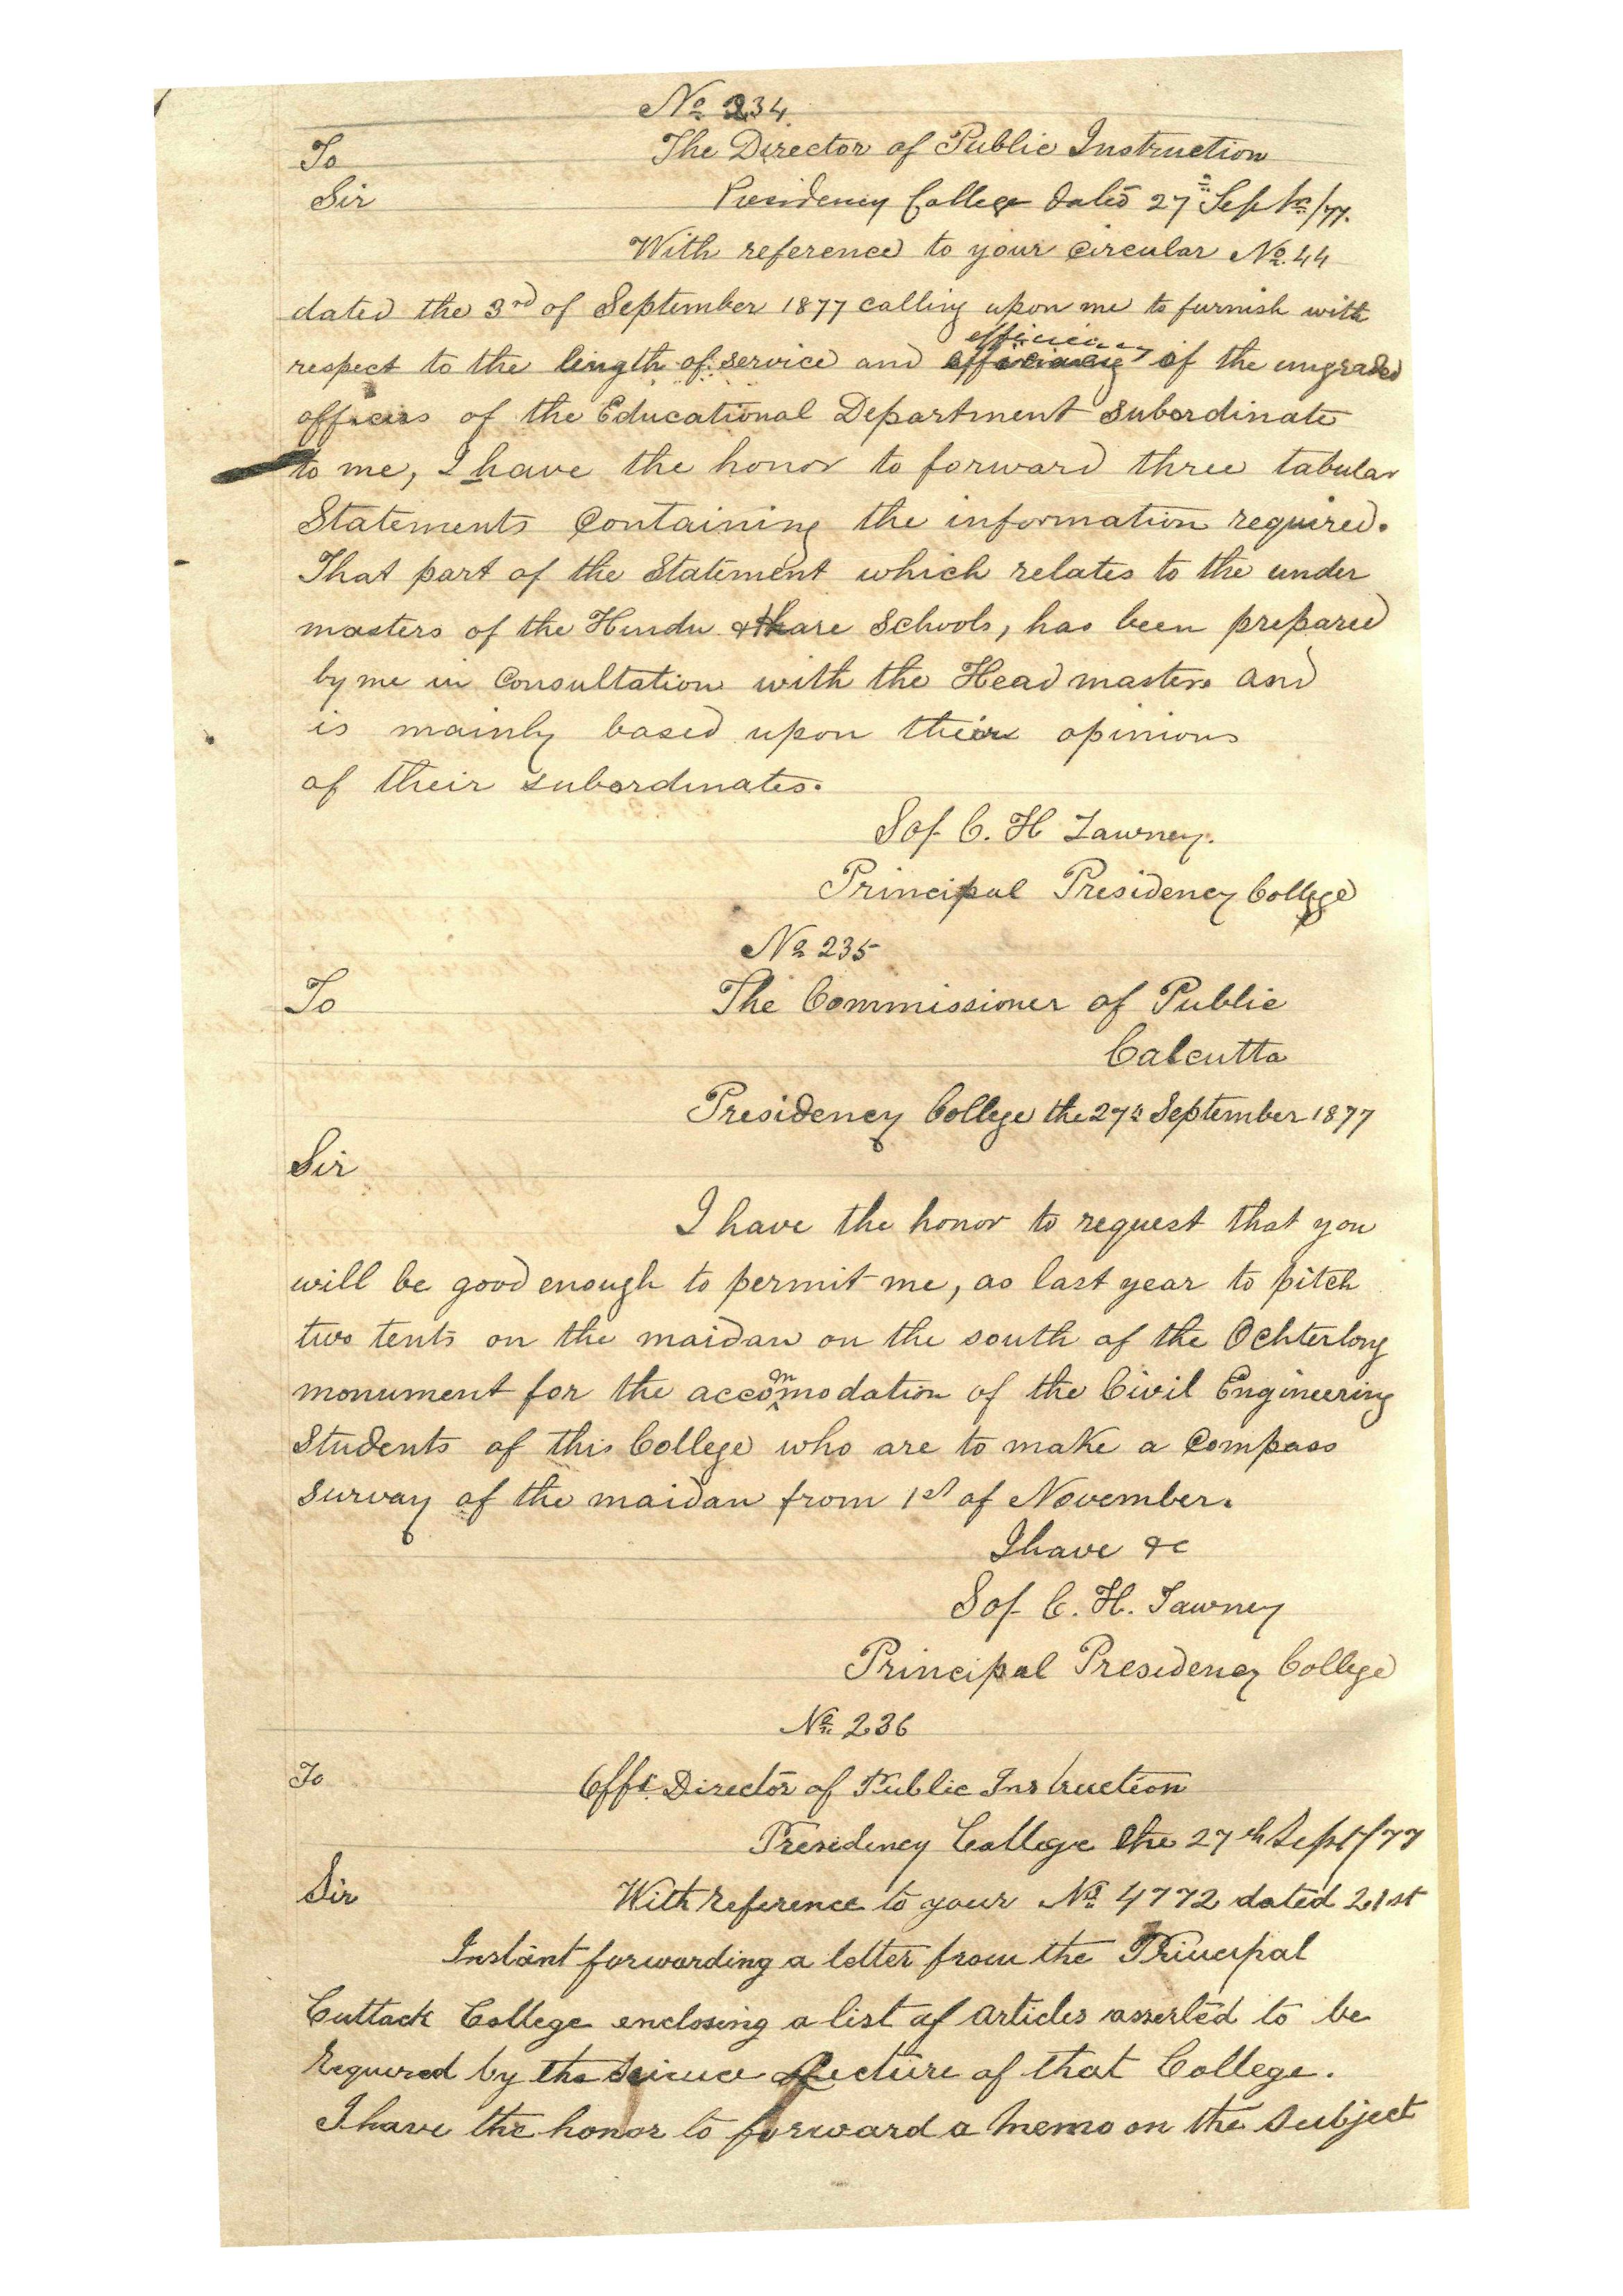 No 234.
To The Director of Public Instruction
Sir Presidency College dated 27th Septr/77.
With reference to your circular No. 44
dated the 3rd of September 1877 calling upon me to furnish with
respect to the length of service and efficiency of the ungraded
officers of the Educational Department Subordinate
to me, I have the honor to forward three tabular
Statements Containing the information required.
That part of the Statement which relates to the under
masters of the Hindu & Hare Schools, has been prepared
by me in Consultation with the Head masters and
is mainly based upon their opinions
of their subordinates.
C. H Tawney.
Principal Presidency College
No 235
To The Commissioner of Public
Calcutta
Presidency College the 27th September 1877
Sir
I have the honor to request that you
will be good enough to permit me, as last year to pitch
two tents on the maidan on the south of the Ochterlony
monument for the accommodation of the Civil Engineering
Students of this College who are to make a Compass
Survay of the maidan from 1st of November.
I have &c
C. H. Tawney
Principal Presidency College
No. 236
To Offg. Director of Public Instruction
Presidency College the 27th Sept/77
Sir With reference to your No. 4772 dated 21st
Instant forwarding a letter from the Principal
Cuttack College enclosing a list of articles asserted to be
required by the Science Lecture of that College.
I have the honor to forward a memo on the subject